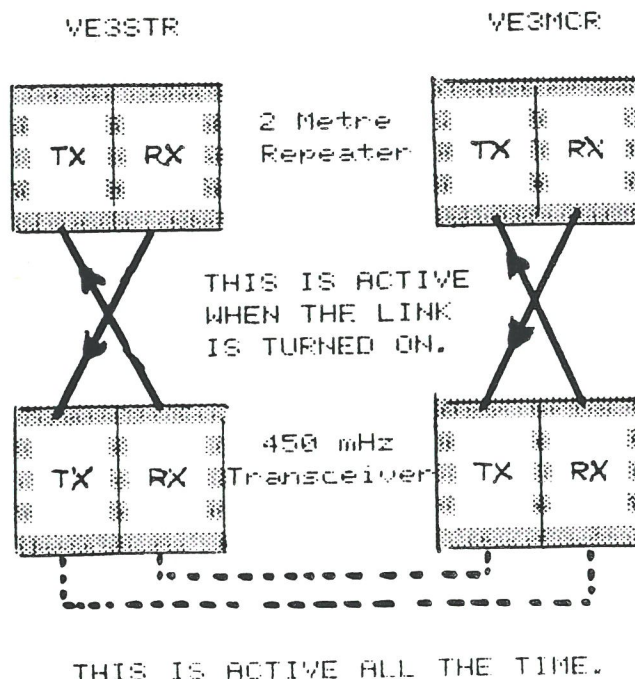 VE3STR
VE3MCR
2 Metre
Repeater
TX RX
TX RX
THIS IS ACTIVE
WHEN THE LINK
IS TURNED ON.
450 mHz
Transceiver
TX RX
TX RX
THIS IS ACTIVE ALL THE TIME.